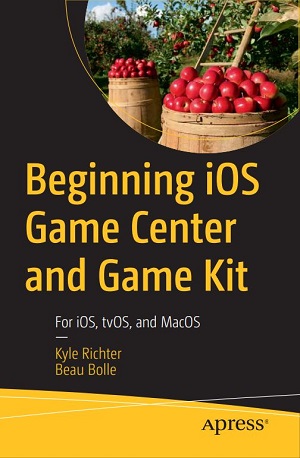 Beginning iOS
Game Center
and Game Kit
For iOS, tvOS, and MacOS
Kyle Richter
Beau Bolle
Apress®